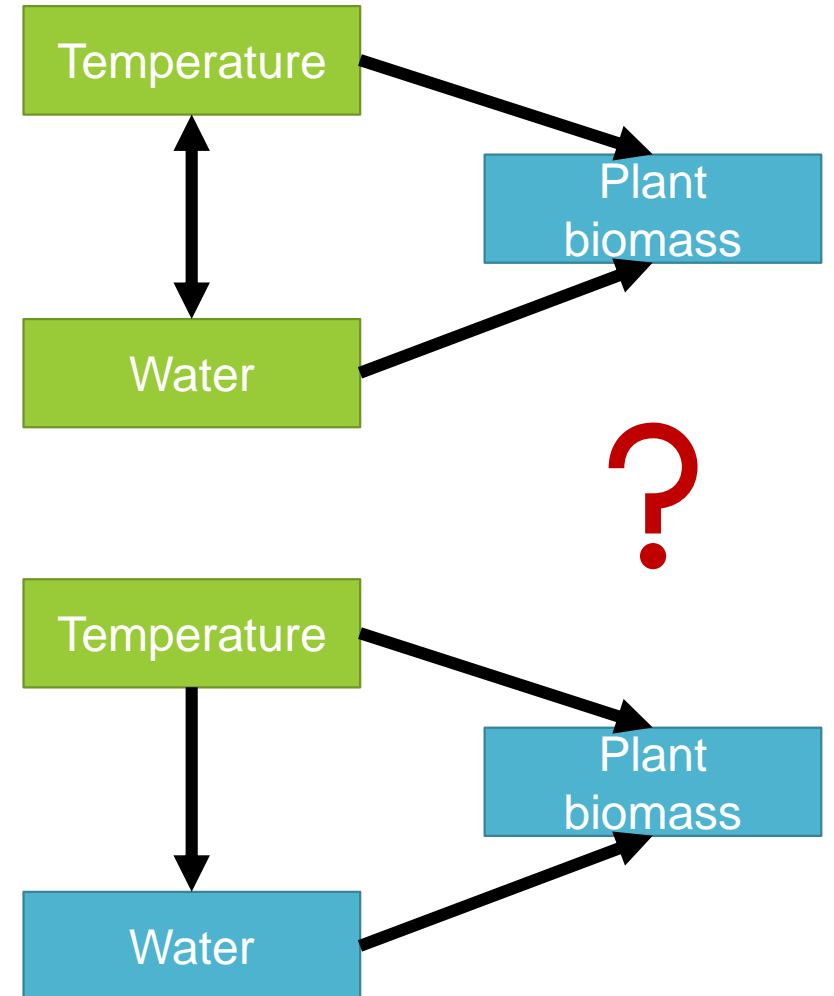 Temperature
Plant
biomass
Water
?
Temperature
Plant
biomass
Water